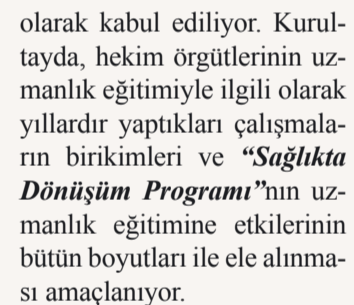 olarak kabul ediliyor. Kurul-
tayda, hekim örgütlerinin uz-
manlık eğitimiyle ilgili olarak
yıllardır yaptıkları çalışmala-
rın birikimleri ve “Sağlıkta
Dönüşüm Programı”nın uz-
manlık eğitimine etkilerinin
bütün boyutları ile ele alınma-
sı amaçlanıyor.